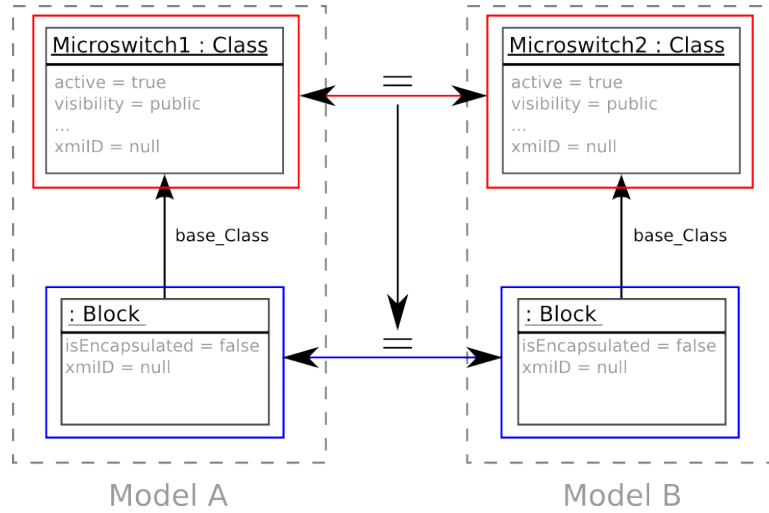 Microswitch1 : Class
active = true
visibility = public
...
xmiID = null
base_Class
: Block
isEncapsulated = false
xmiID = null
Model A
=
=
Microswitch2 : Class
active = true
visibility = public
...
xmiID = null
base_Class
: Block
isEncapsulated = false
xmiID = null
Model B